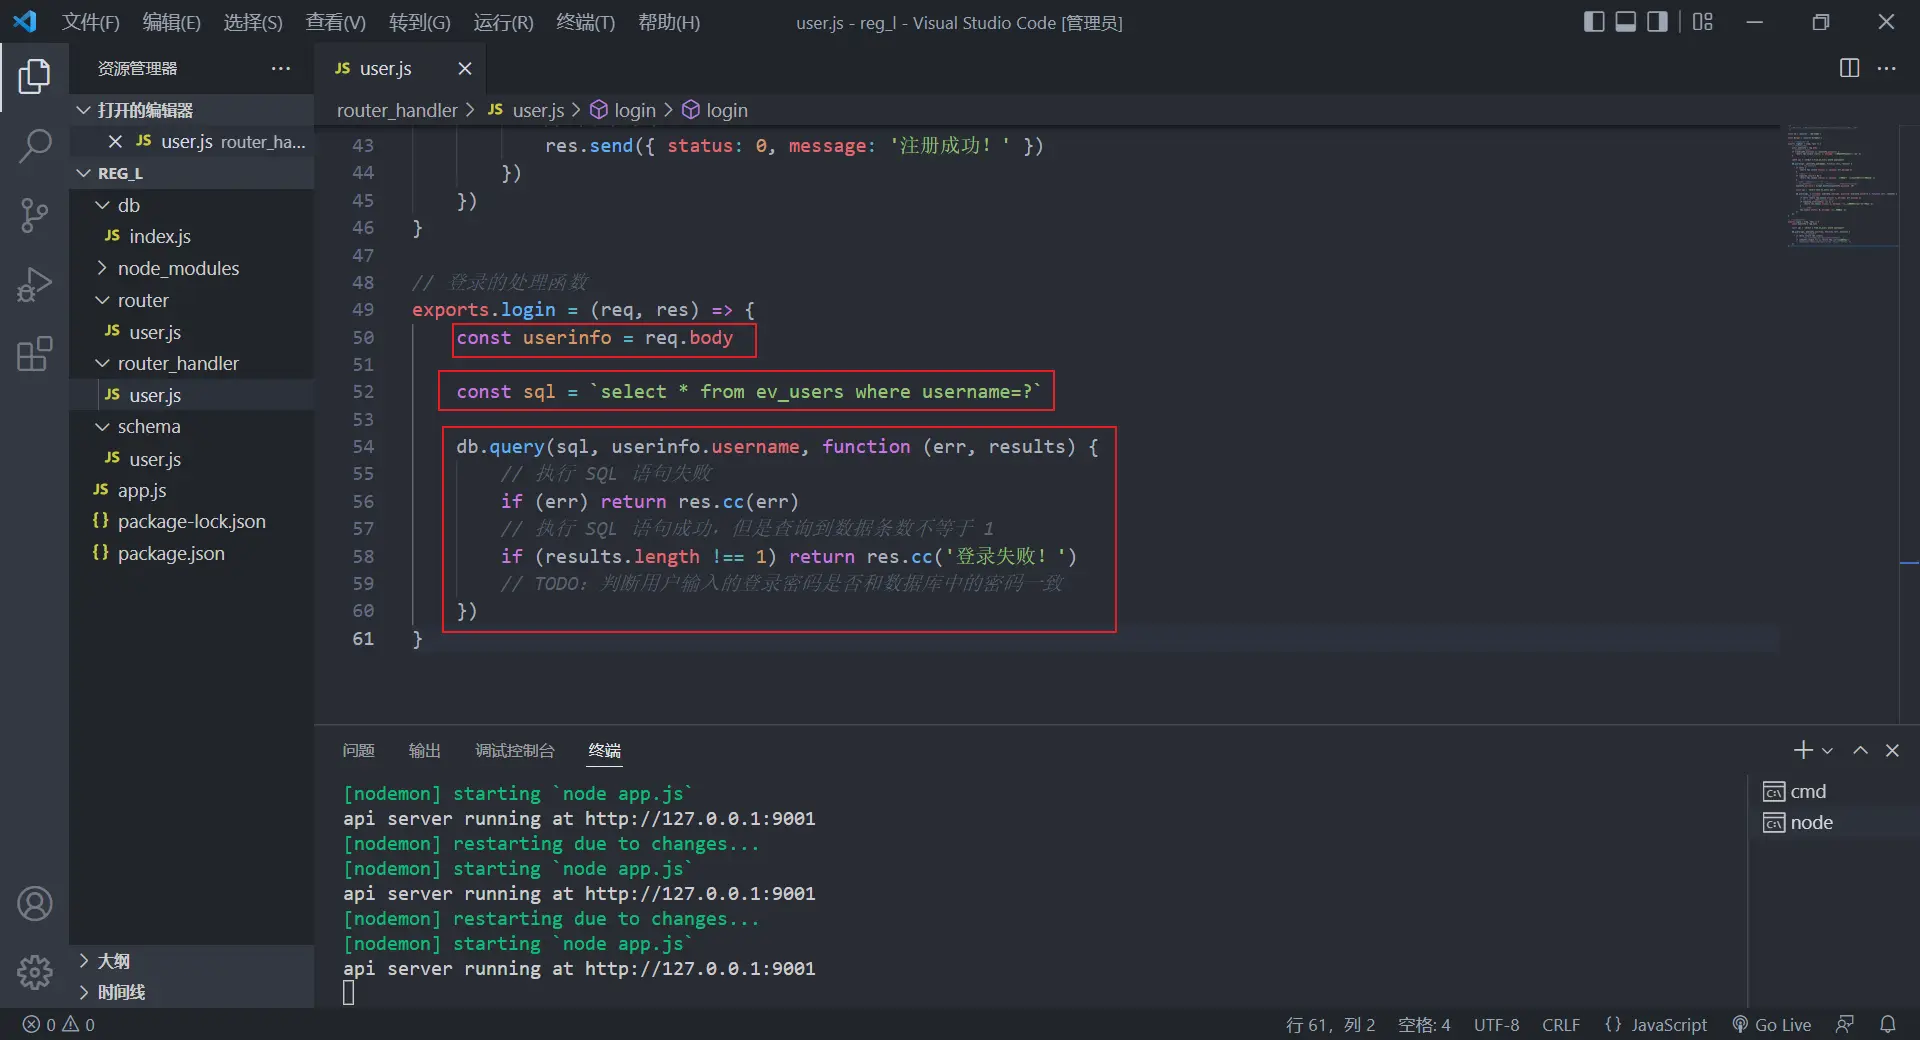 文件(F) 编辑(E) 选择(S) 查看(V) 转到(G) 运行(R) 终端(T) 帮助(H) user.js - reg_l - Visual Studio Code [管理员]
资源管理器 ···
打开的编辑器
JS user.js router_ha...
REG_L
db
JS index.js
node_modules
router
JS user.js
router_handler
JS user.js
schema
JS user.js
JS app.js
{} package-lock.json
{} package.json
大纲
时间线
JS user.js
router_handler > JS user.js > login > login
43 res.send({ status: 0, message: '注册成功！' })
44 })
45 })
46 }
47
48 // 登录的处理函数
49 exports.login = (req, res) => {
50 const userinfo = req.body
51
52 const sql = `select * from ev_users where username=?`
53
54 db.query(sql, userinfo.username, function (err, results) {
55 // 执行 SQL 语句失败
56 if (err) return res.cc(err)
57 // 执行 SQL 语句成功，但是查询到数据条数不等于 1
58 if (results.length !== 1) return res.cc('登录失败！')
59 // TODO：判断用户输入的登录密码是否和数据库中的密码一致
60 })
61 }
问题 输出 调试控制台 终端
[nodemon] starting `node app.js`
api server running at http://127.0.0.1:9001
[nodemon] restarting due to changes...
[nodemon] starting `node app.js`
api server running at http://127.0.0.1:9001
[nodemon] restarting due to changes...
[nodemon] starting `node app.js`
api server running at http://127.0.0.1:9001
cmd
node
0 0 行 61，列 2 空格: 4 UTF-8 CRLF {} JavaScript Go Live